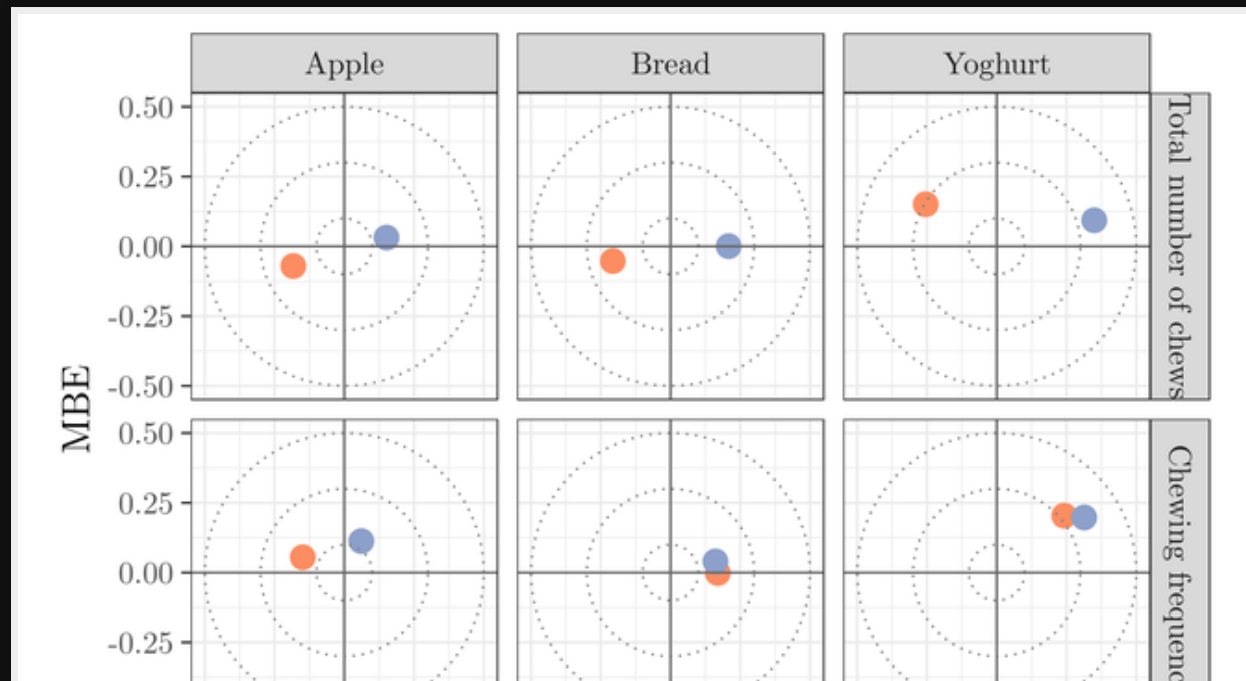 Apple
Bread
Yoghurt
0.50
0.25
0.00
-0.25
-0.50
Total number of chews
MBE
0.50
0.25
0.00
-0.25
Chewing frequenc